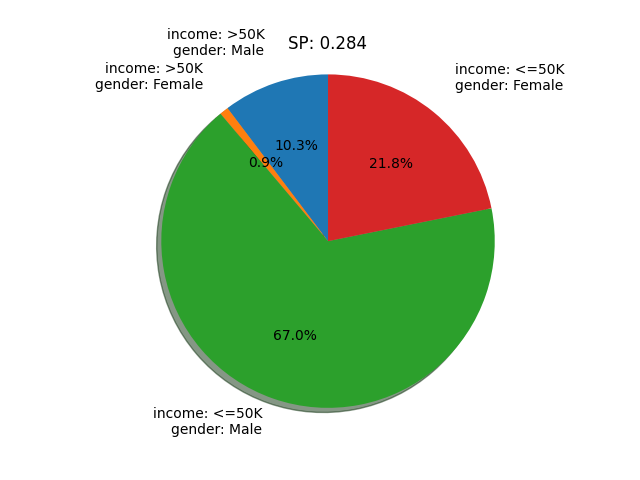 SP: 0.284
income: >50K
gender: Male
income: >50K
gender: Female
income: <=50K
gender: Female
10.3%
0.9%
21.8%
67.0%
income: <=50K
gender: Male